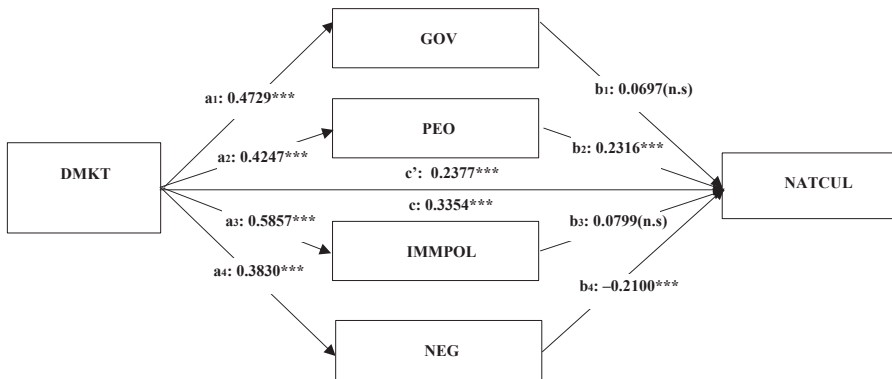 GOV
a1: 0.4729***
b1: 0.0697(n.s)
PEO
a2: 0.4247***
b2: 0.2316***
DMKT
c’: 0.2377***
NATCUL
c: 0.3354***
a3: 0.5857***
b3: 0.0799(n.s)
IMMPOL
a4: 0.3830***
b4: –0.2100***
NEG